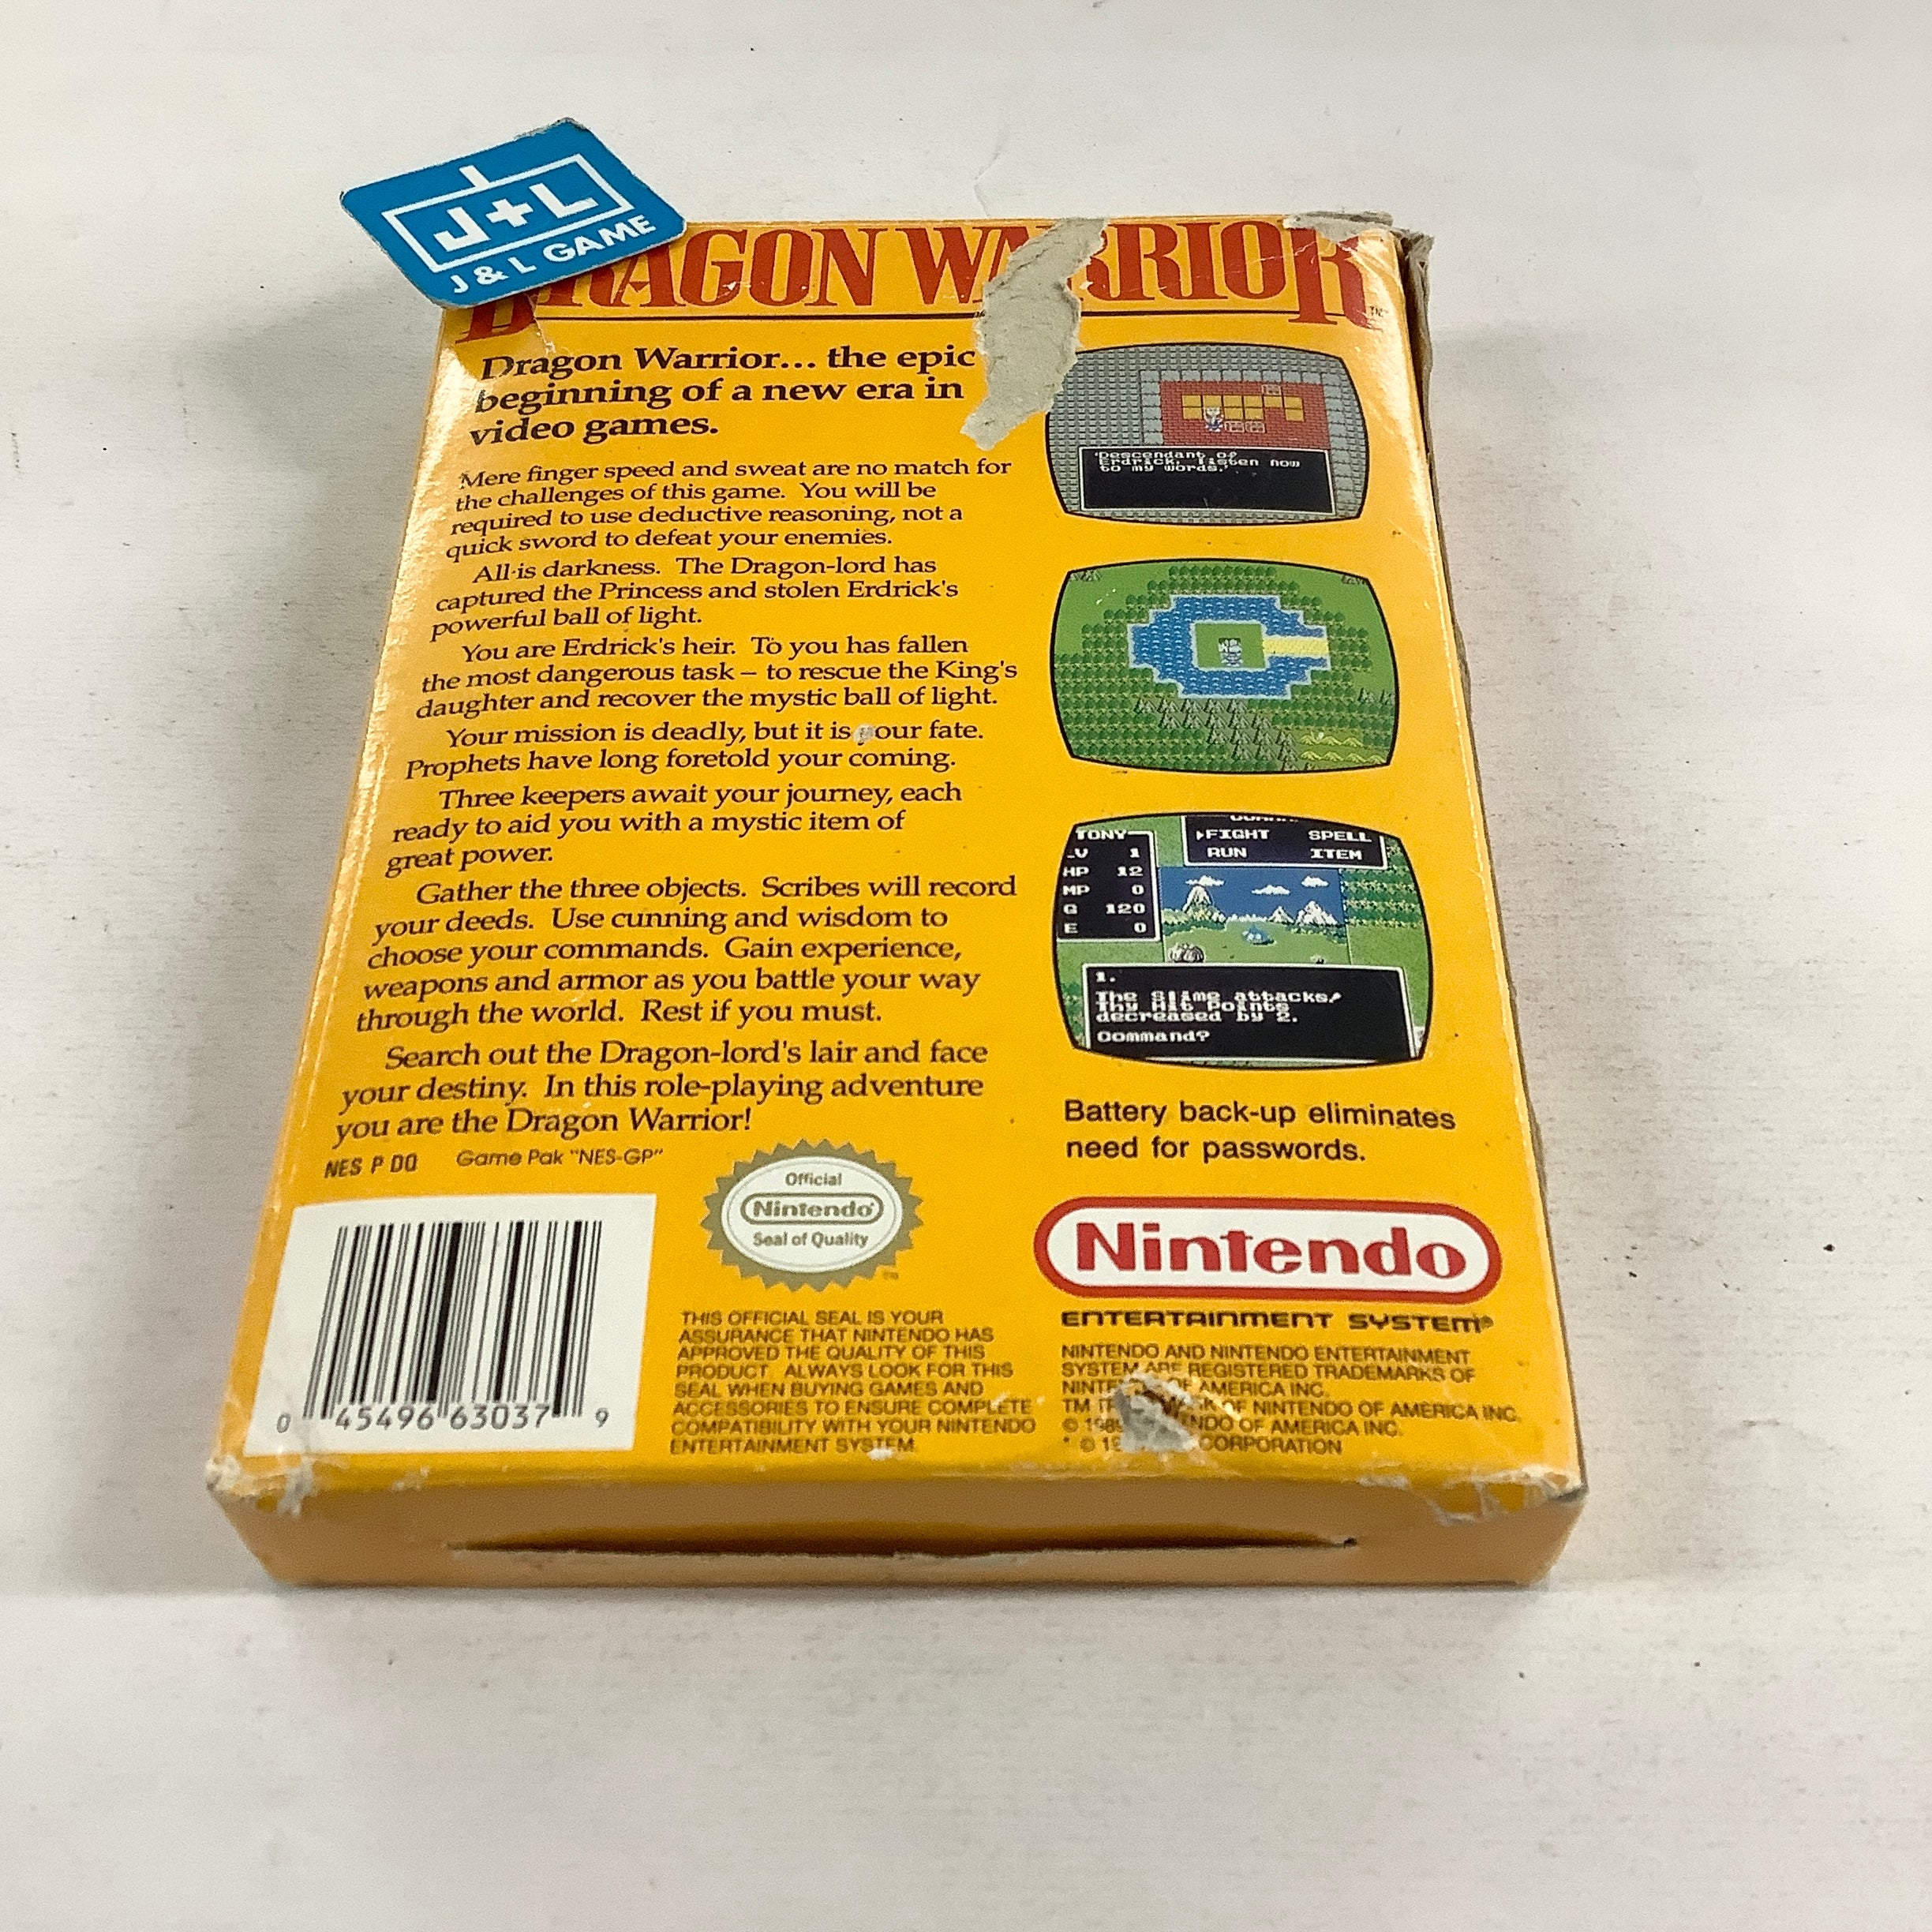 J+L
J & L GAME
DRAGON WARRIOR
TM
Dragon Warrior... the epic
beginning of a new era in
video games.
Mere finger speed and sweat are no match for
the challenges of this game. You will be
required to use deductive reasoning, not a
quick sword to defeat your enemies.
All is darkness. The Dragon-lord has
captured the Princess and stolen Erdrick's
powerful ball of light.
You are Erdrick's heir. To you has fallen
the most dangerous task – to rescue the King's
daughter and recover the mystic ball of light.
Your mission is deadly, but it is your fate.
Prophets have long foretold your coming.
Three keepers await your journey, each
ready to aid you with a mystic item of
great power.
Gather the three objects. Scribes will record
your deeds. Use cunning and wisdom to
choose your commands. Gain experience,
weapons and armor as you battle your way
through the world. Rest if you must.
Search out the Dragon-lord's lair and face
your destiny. In this role-playing adventure
you are the Dragon Warrior!
NES P DQ Game Pak "NES-GP"
'Descendant of
Erdrick, listen now
to my words.'
TONY
LV 1
HP 12
MP 0
G 120
E 0
▶FIGHT SPELL
RUN ITEM
1.
The Slime attacks!
Thy Hit Points
decreased by 2.
Command?
Battery back-up eliminates
need for passwords.
0 45496 63037 9
Official
Nintendo®
Seal of Quality
TM
THIS OFFICIAL SEAL IS YOUR
ASSURANCE THAT NINTENDO HAS
APPROVED THE QUALITY OF THIS
PRODUCT. ALWAYS LOOK FOR THIS
SEAL WHEN BUYING GAMES AND
ACCESSORIES TO ENSURE COMPLETE
COMPATIBILITY WITH YOUR NINTENDO
ENTERTAINMENT SYSTEM.
Nintendo
ENTERTAINMENT SYSTEM®
NINTENDO AND NINTENDO ENTERTAINMENT
SYSTEM ARE REGISTERED TRADEMARKS OF
OF AMERICA INC.
TM OF NINTENDO OF AMERICA INC.
© OF AMERICA INC.
* © CORPORATION